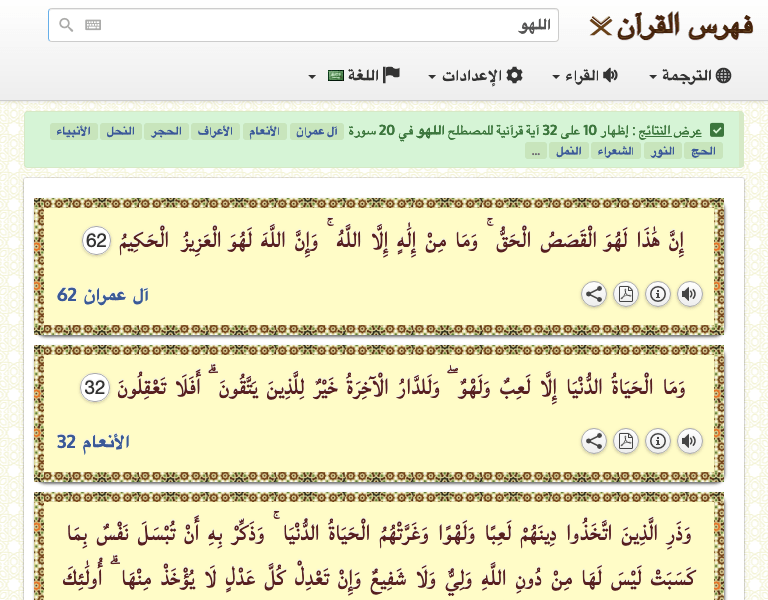 فهرس القرآن
اللهو
الترجمة القراء الإعدادات اللغة
عرض النتائج : إظهار 10 على 32 آية قرآنية للمصطلح اللهو في 20 سورة آل عمران الأنعام الأعراف الحجر النحل الأنبياء
الحج النور الشعراء النمل ...
إِنَّ هَٰذَا لَهُوَ الْقَصَصُ الْحَقُّ ۚ وَمَا مِنْ إِلَٰهٍ إِلَّا اللَّهُ ۚ وَإِنَّ اللَّهَ لَهُوَ الْعَزِيزُ الْحَكِيمُ 62
آل عمران 62
وَمَا الْحَيَاةُ الدُّنْيَا إِلَّا لَعِبٌ وَلَهْوٌ ۖ وَلَلدَّارُ الْآخِرَةُ خَيْرٌ لِلَّذِينَ يَتَّقُونَ ۗ أَفَلَا تَعْقِلُونَ 32
الأنعام 32
وَذَرِ الَّذِينَ اتَّخَذُوا دِينَهُمْ لَعِبًا وَلَهْوًا وَغَرَّتْهُمُ الْحَيَاةُ الدُّنْيَا ۚ وَذَكِّرْ بِهِ أَنْ تُبْسَلَ نَفْسٌ بِمَا
كَسَبَتْ لَيْسَ لَهَا مِنْ دُونِ اللَّهِ وَلِيٌّ وَلَا شَفِيعٌ وَإِنْ تَعْدِلْ كُلَّ عَدْلٍ لَا يُؤْخَذْ مِنْهَا ۗ أُولَٰئِكَ